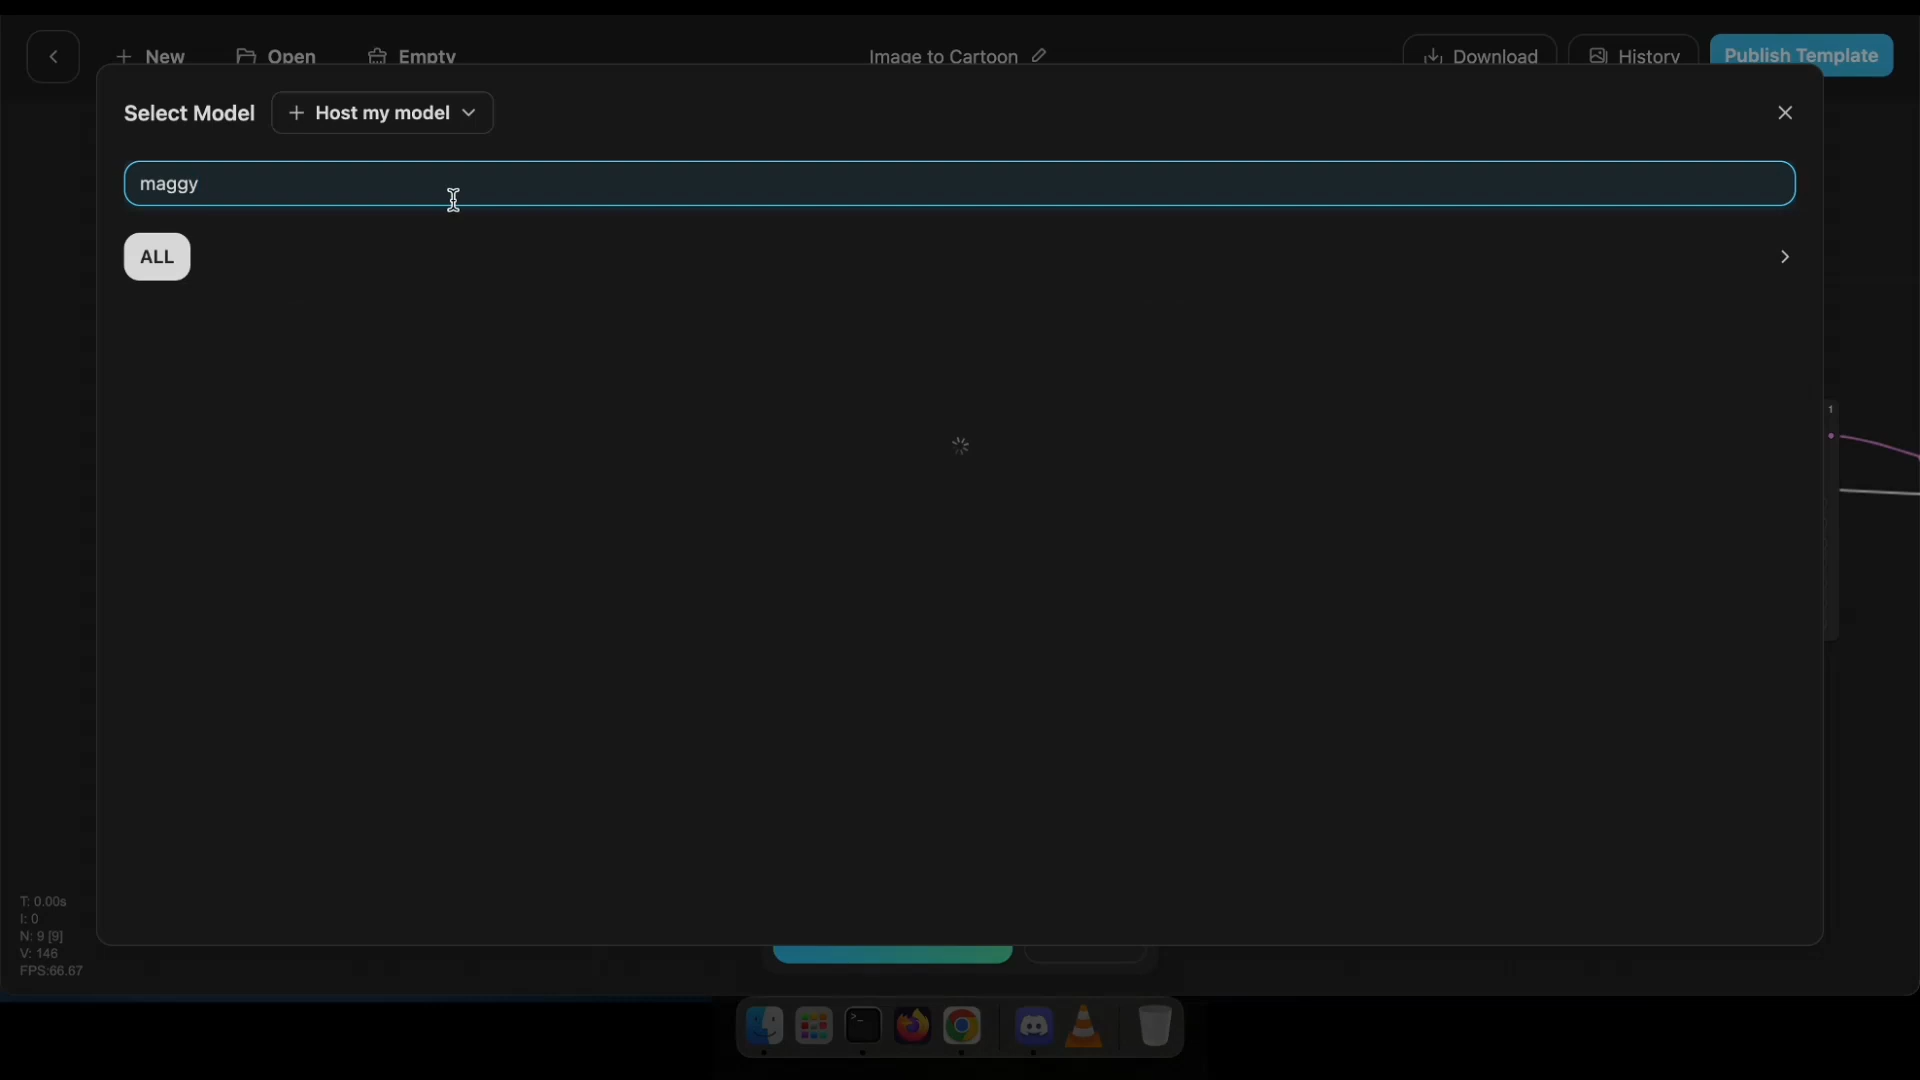 New
Open
Empty
Image to Cartoon
Download
History
Publish Template
Select Model
Host my model
maggy
ALL
1
T: 0.00s
I: 0
N: 9 [9]
V: 146
FPS:66.67